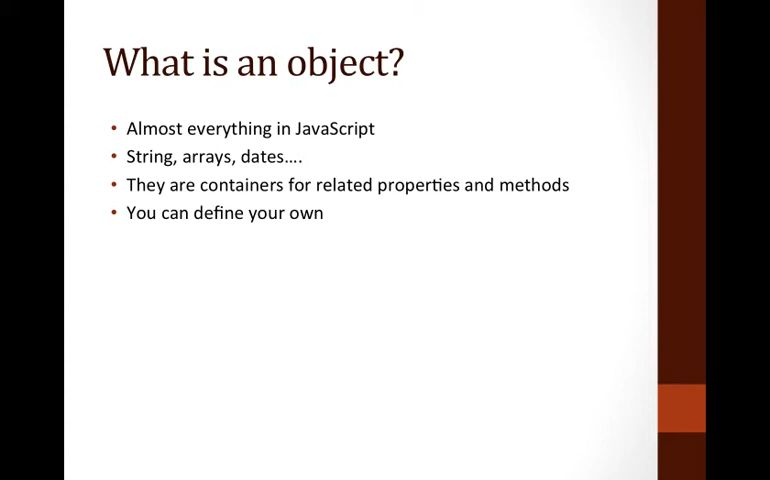 What is an object?
• Almost everything in JavaScript
• String, arrays, dates....
• They are containers for related properties and methods
• You can define your own